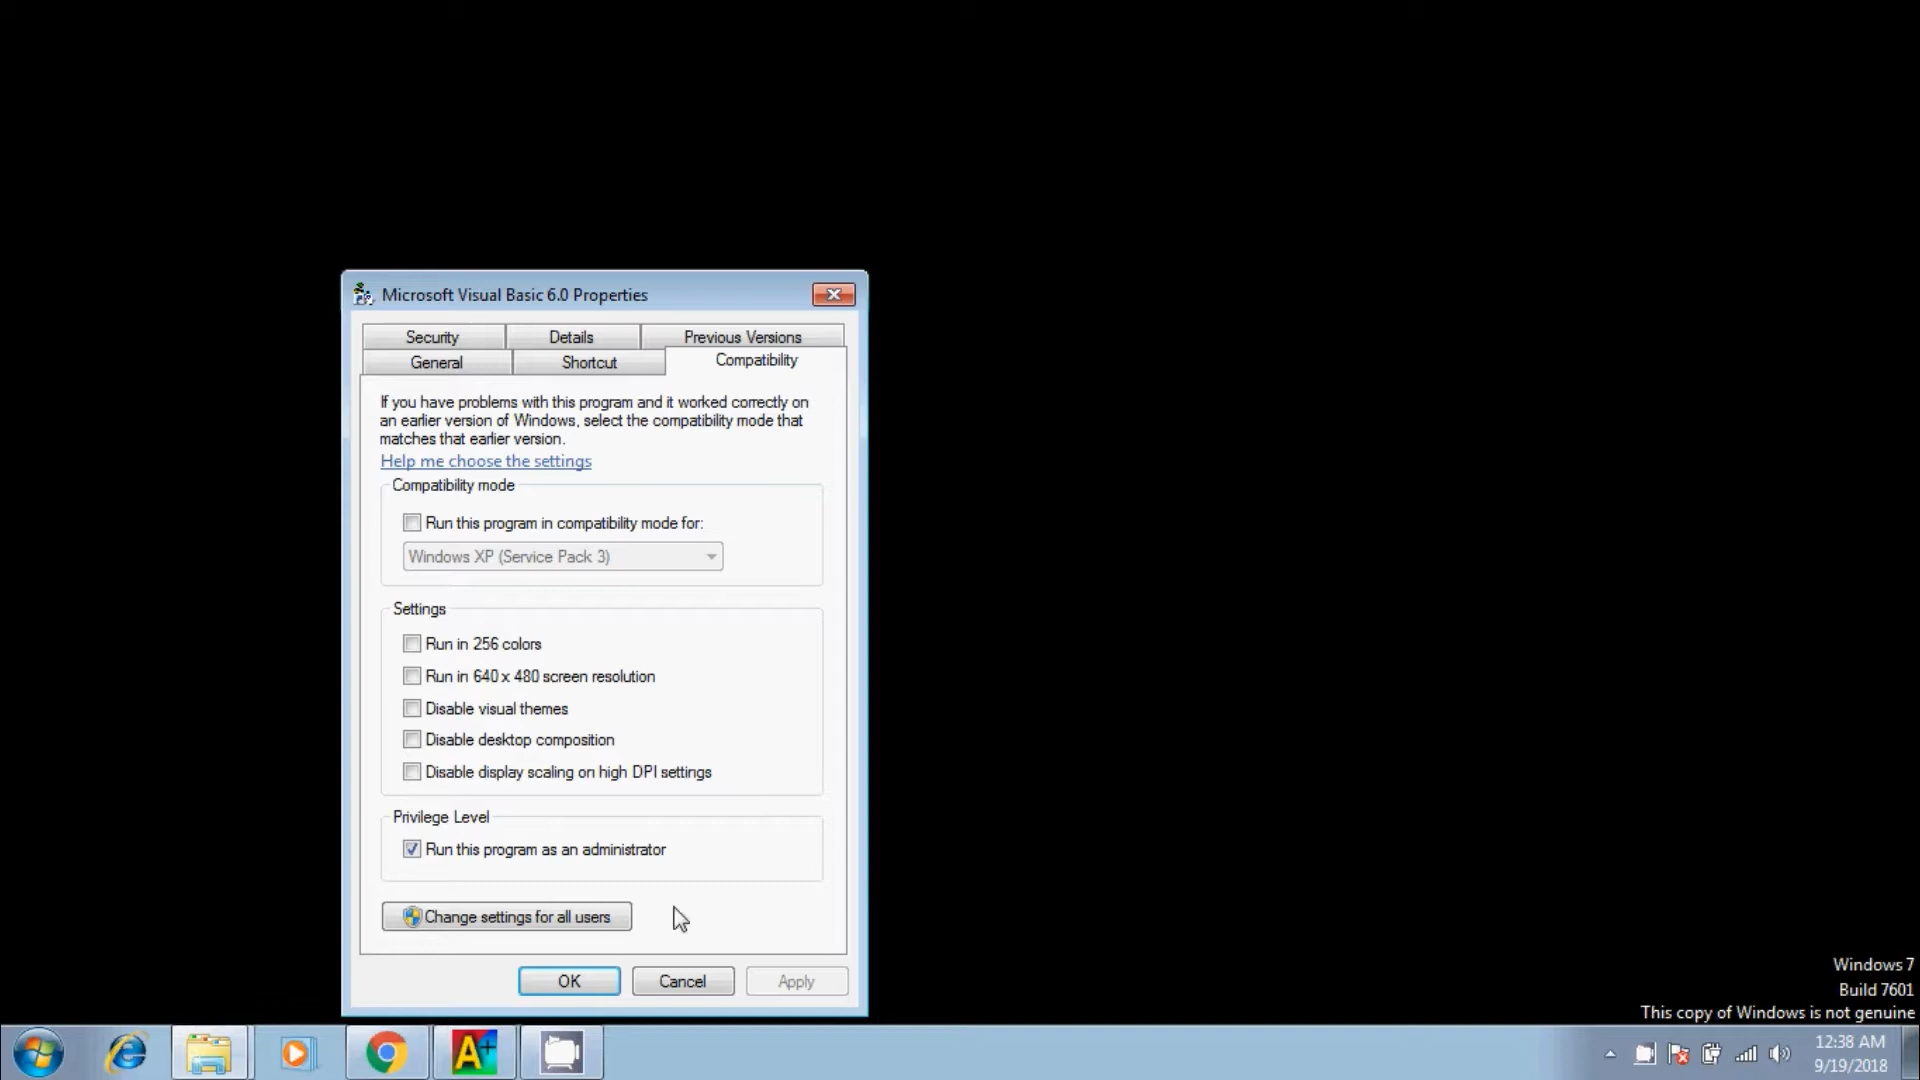 Microsoft Visual Basic 6.0 Properties
Security
Details
Previous Versions
General
Shortcut
Compatibility
If you have problems with this program and it worked correctly on
an earlier version of Windows, select the compatibility mode that
matches that earlier version.
Help me choose the settings
Compatibility mode
Run this program in compatibility mode for:
Windows XP (Service Pack 3)
Settings
Run in 256 colors
Run in 640 x 480 screen resolution
Disable visual themes
Disable desktop composition
Disable display scaling on high DPI settings
Privilege Level
Run this program as an administrator
Change settings for all users
OK
Cancel
Apply
Windows 7
Build 7601
This copy of Windows is not genuine
A+
12:38 AM
9/19/2018